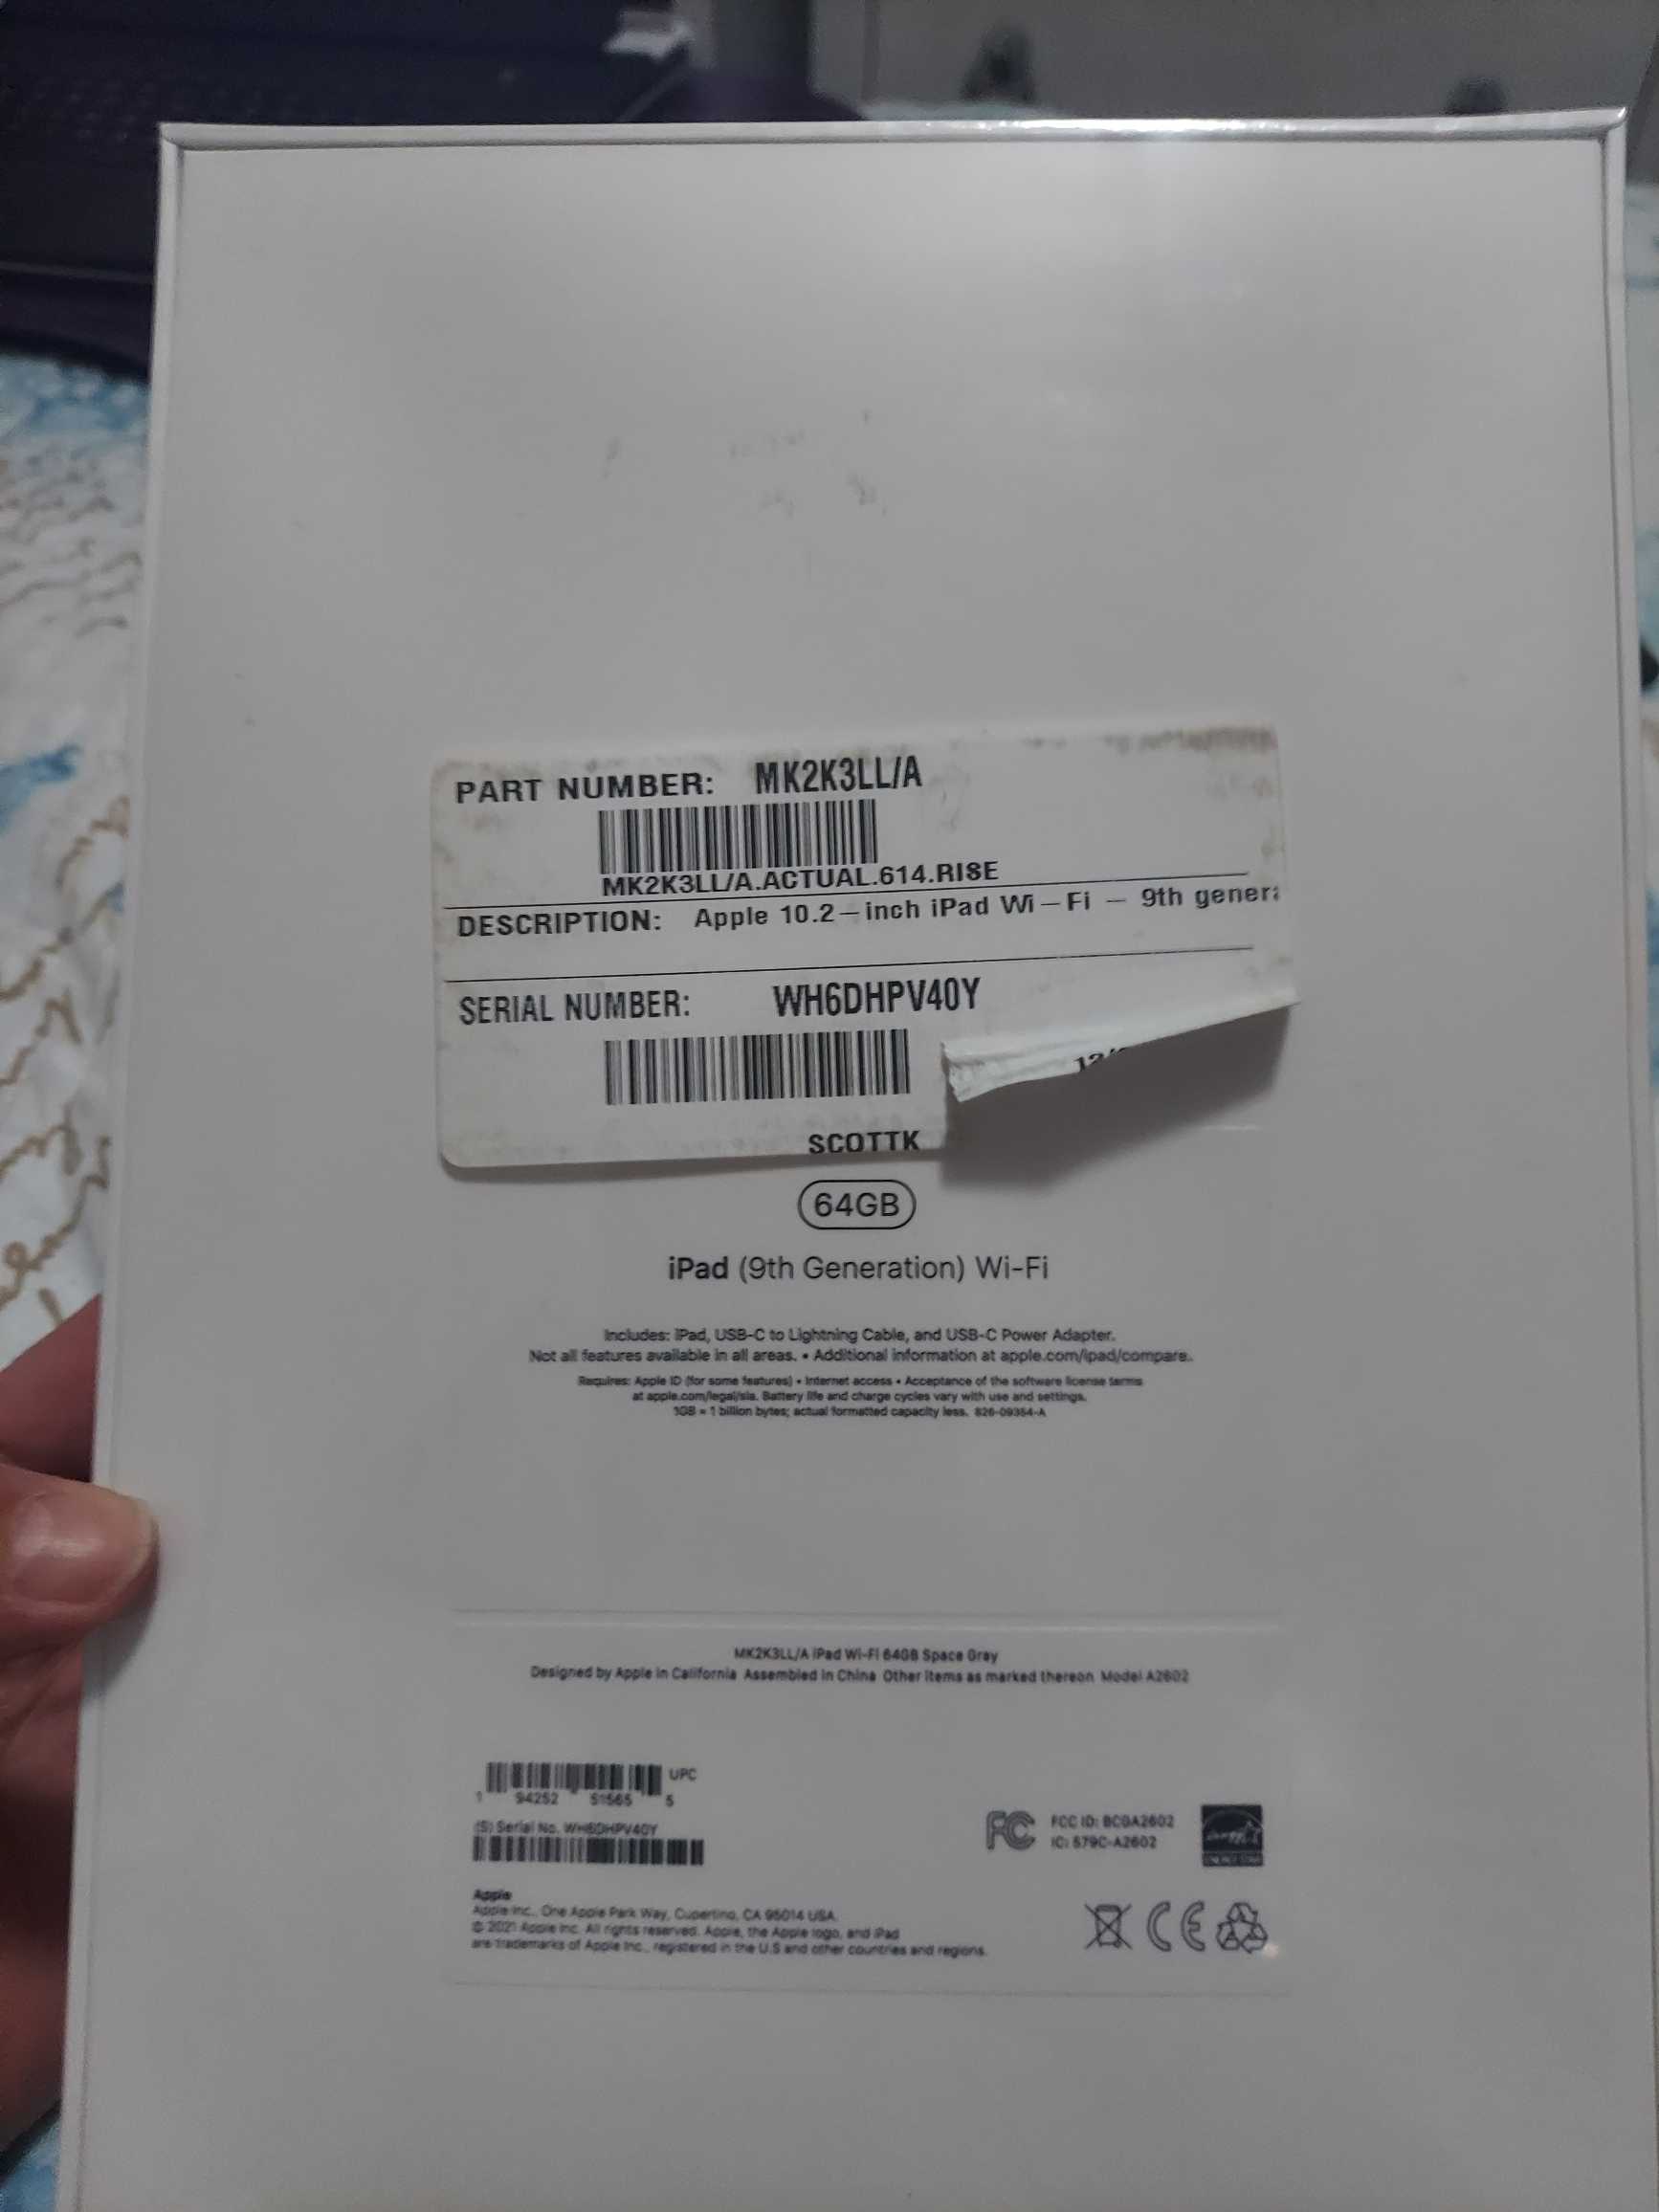 PART NUMBER: MK2K3LL/A
MK2K3LL/A.ACTUAL.614.RISE
DESCRIPTION: Apple 10.2-inch iPad Wi-Fi - 9th genera
SERIAL NUMBER: WH6DHPV40Y
SCOTTK
64GB
iPad (9th Generation) Wi-Fi
Includes: iPad, USB-C to Lightning Cable, and USB-C Power Adapter.
Not all features available in all areas. • Additional information at apple.com/ipad/compare.
Requires: Apple ID (for some features) • Internet access • Acceptance of the software license terms
at apple.com/legal/sla. Battery life and charge cycles vary with use and settings.
1GB = 1 billion bytes; actual formatted capacity less. 826-09354-A
MK2K3LL/A iPad Wi-Fi 64GB Space Gray
Designed by Apple in California Assembled in China Other items as marked thereon Model A2602
UPC
1 94252 51565 5
(S) Serial No. WH6DHPV40Y
FCC ID: BCGA2602
IC: 579C-A2602
Apple
Apple Inc., One Apple Park Way, Cupertino, CA 95014 USA.
© 2021 Apple Inc. All rights reserved. Apple, the Apple logo, and iPad
are trademarks of Apple Inc., registered in the U.S and other countries and regions.